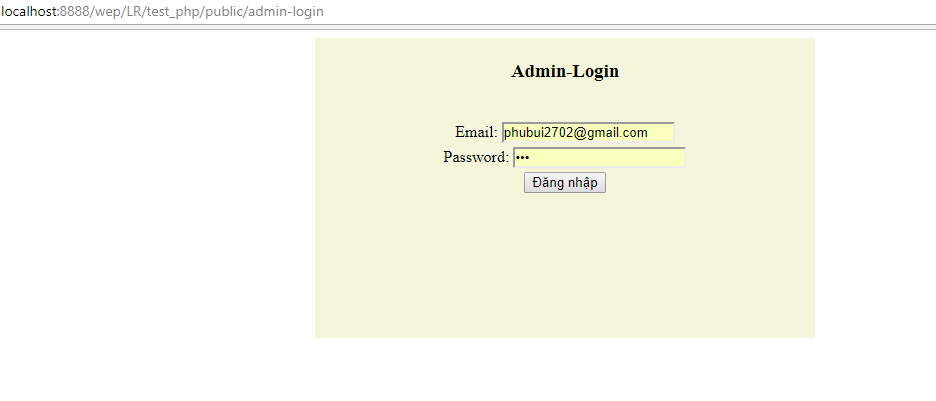 localhost:8888/wep/LR/test_php/public/admin-login
Admin-Login
Email: phubui2702@gmail.com
Password: •••
Đăng nhập